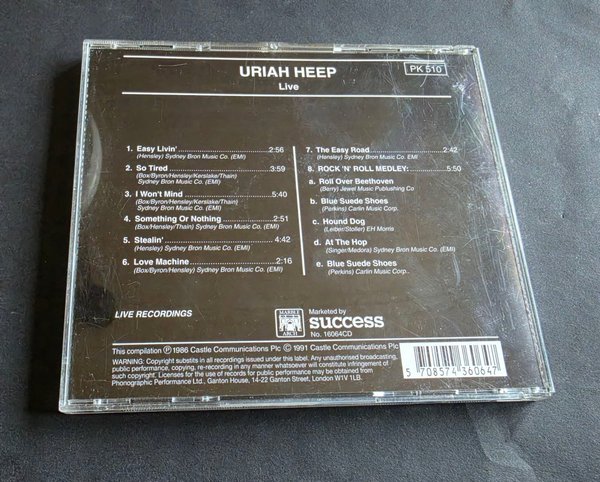 URIAH HEEP
Live
PK 510
1. Easy Livin' 2:56
(Hensley) Sydney Bron Music Co. (EMI)
2. So Tired 3:59
(Box/Byron/Hensley/Kerslake/Thain)
Sydney Bron Music Co. (EMI)
3. I Won't Mind 5:40
(Box/Byron/Hensley/Kerslake/Thain)
Sydney Bron Music Co. (EMI)
4. Something Or Nothing 2:51
(Box/Hensley/Thain) Sydney Bron Music Co. (EMI)
5. Stealin' 4:42
(Hensley) Sydney Bron Music Co. (EMI)
6. Love Machine 2:16
(Box/Byron/Hensley) Sydney Bron Music Co. (EMI)
7. The Easy Road 2:42
(Hensley) Sydney Bron Music Co. (EMI)
8. ROCK 'N' ROLL MEDLEY: 5:50
a. Roll Over Beethoven
(Berry) Jewel Music Publushing Co
b. Blue Suede Shoes
(Perkins) Carlin Music Corp.
c. Hound Dog
(Leiber/Stoller) EH Morris
d. At The Hop
(Singer/Medora) Sydney Bron Music Co. (EMI)
e. Blue Suede Shoes
(Perkins) Carlin Music Corp.
LIVE RECORDINGS
MARBLE
ARCH
Marketed by
success
No. 16064CD
This compilation Ⓟ 1986 Castle Communications Plc © 1991 Castle Communications Plc
WARNING: Copyright subsits in all recordings issued under this label. Any unauthorised broadcasting,
public performance, copying, re-recording in any manner whatsoever will constitute infringement of
such copyright. Licenses for the use of records for public performance may be obtained from
Phonographic Performance Ltd., Ganton House, 14-22 Ganton Street, London W1V 1LB.
5 708574 360647